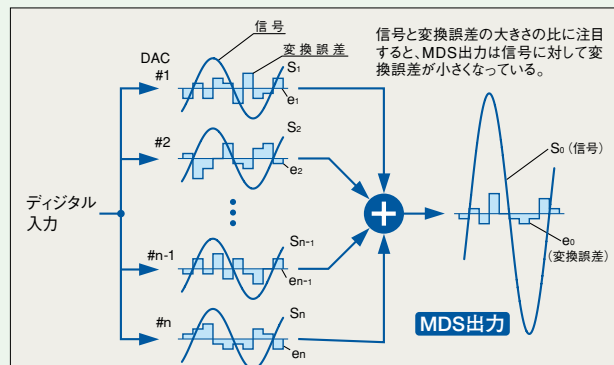 信号と変換誤差の大きさの比に注目
すると、MDS出力は信号に対して変
換誤差が小さくなっている。
信号
変換誤差
DAC
#1
S1
e1
#2
S2
e2
S0（信号）
ディジタル
入力
#n-1
Sn-1
en-1
e0
（変換誤差）
#n
Sn
en
MDS出力